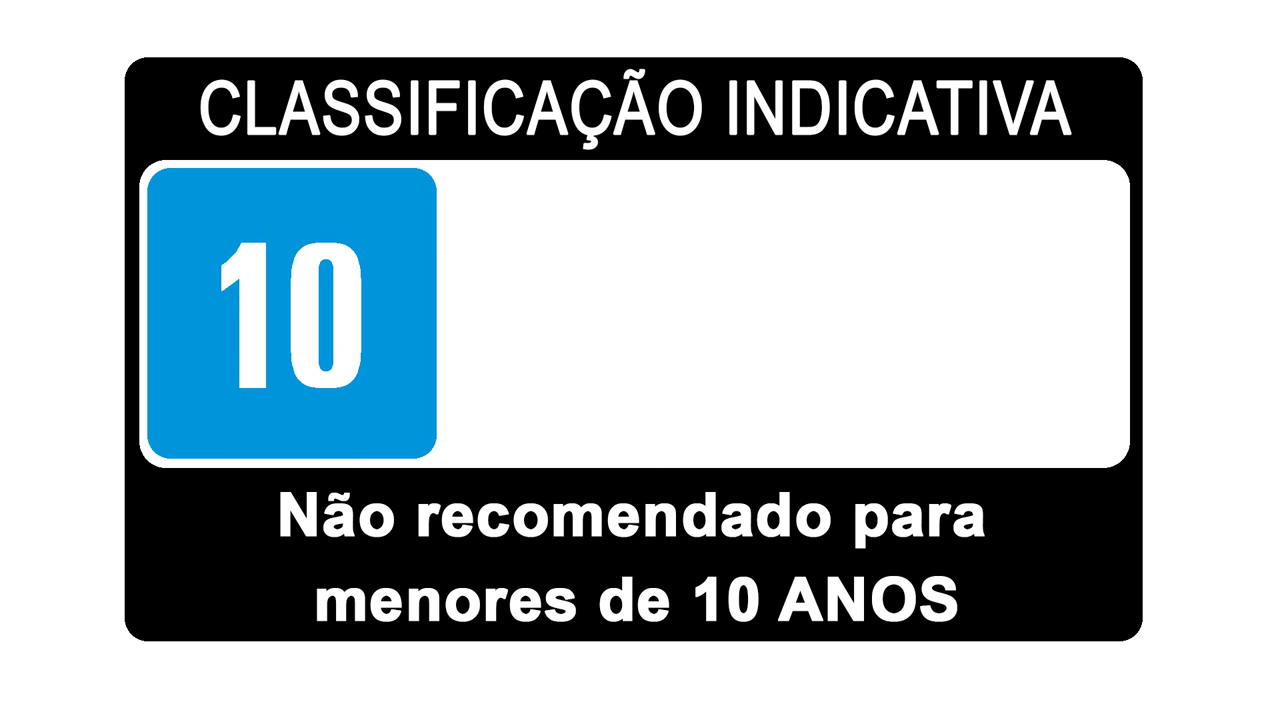 CLASSIFICAÇÃO INDICATIVA
10
Não recomendado para
menores de 10 ANOS